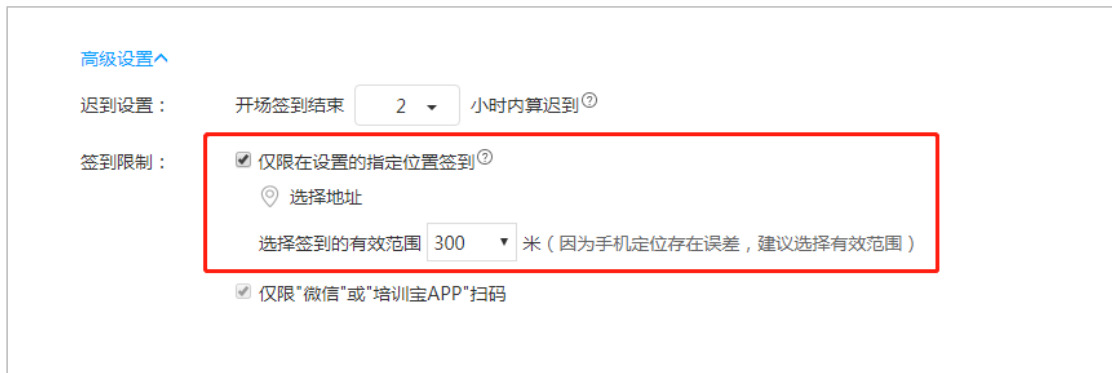 高级设置
迟到设置： 开场签到结束 2 小时内算迟到?
签到限制： 仅限在设置的指定位置签到?
选择地址
选择签到的有效范围 300 米（因为手机定位存在误差，建议选择有效范围）
仅限"微信"或"培训宝APP"扫码